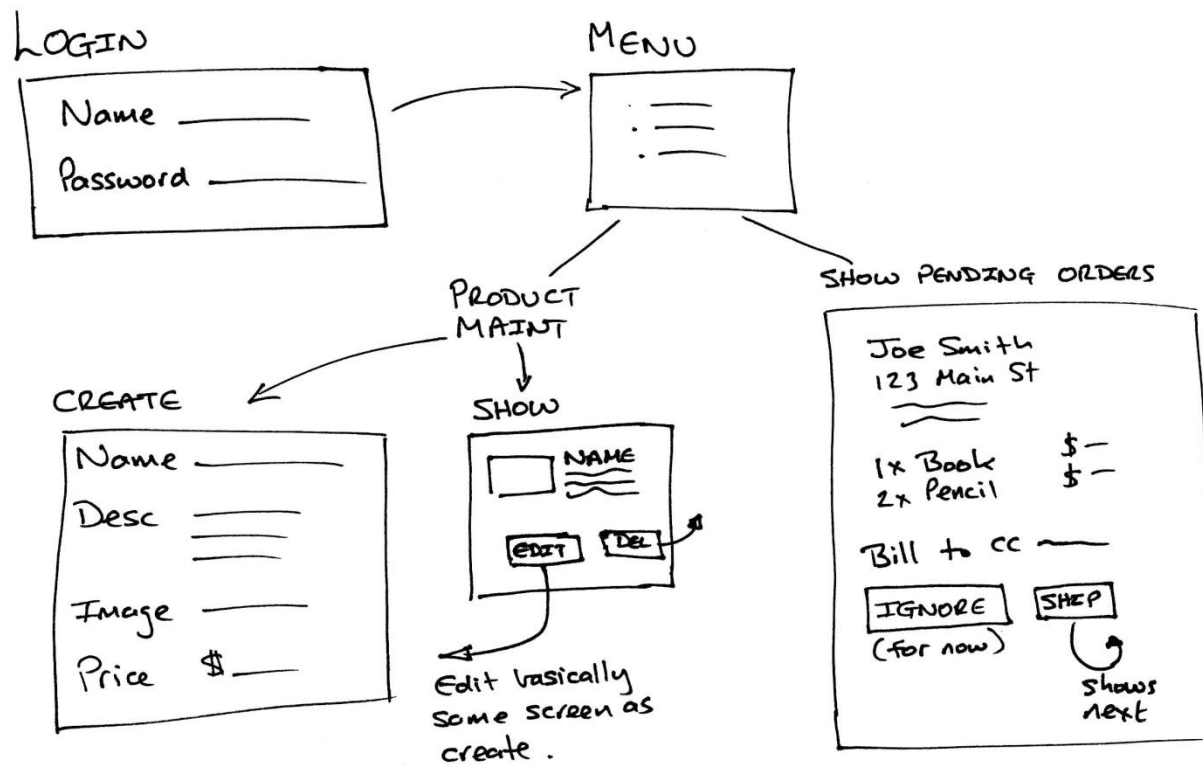 LOGIN
Name
Password
MENU
PRODUCT
MAINT
CREATE
Name
Desc
Image
Price $
SHOW
NAME
EDIT
DEL
Edit basically
same screen as
create.
SHOW PENDING ORDERS
Joe Smith
123 Main St
1x Book $
2x Pencil $
Bill to CC
IGNORE SHIP
(for now)
shows
next